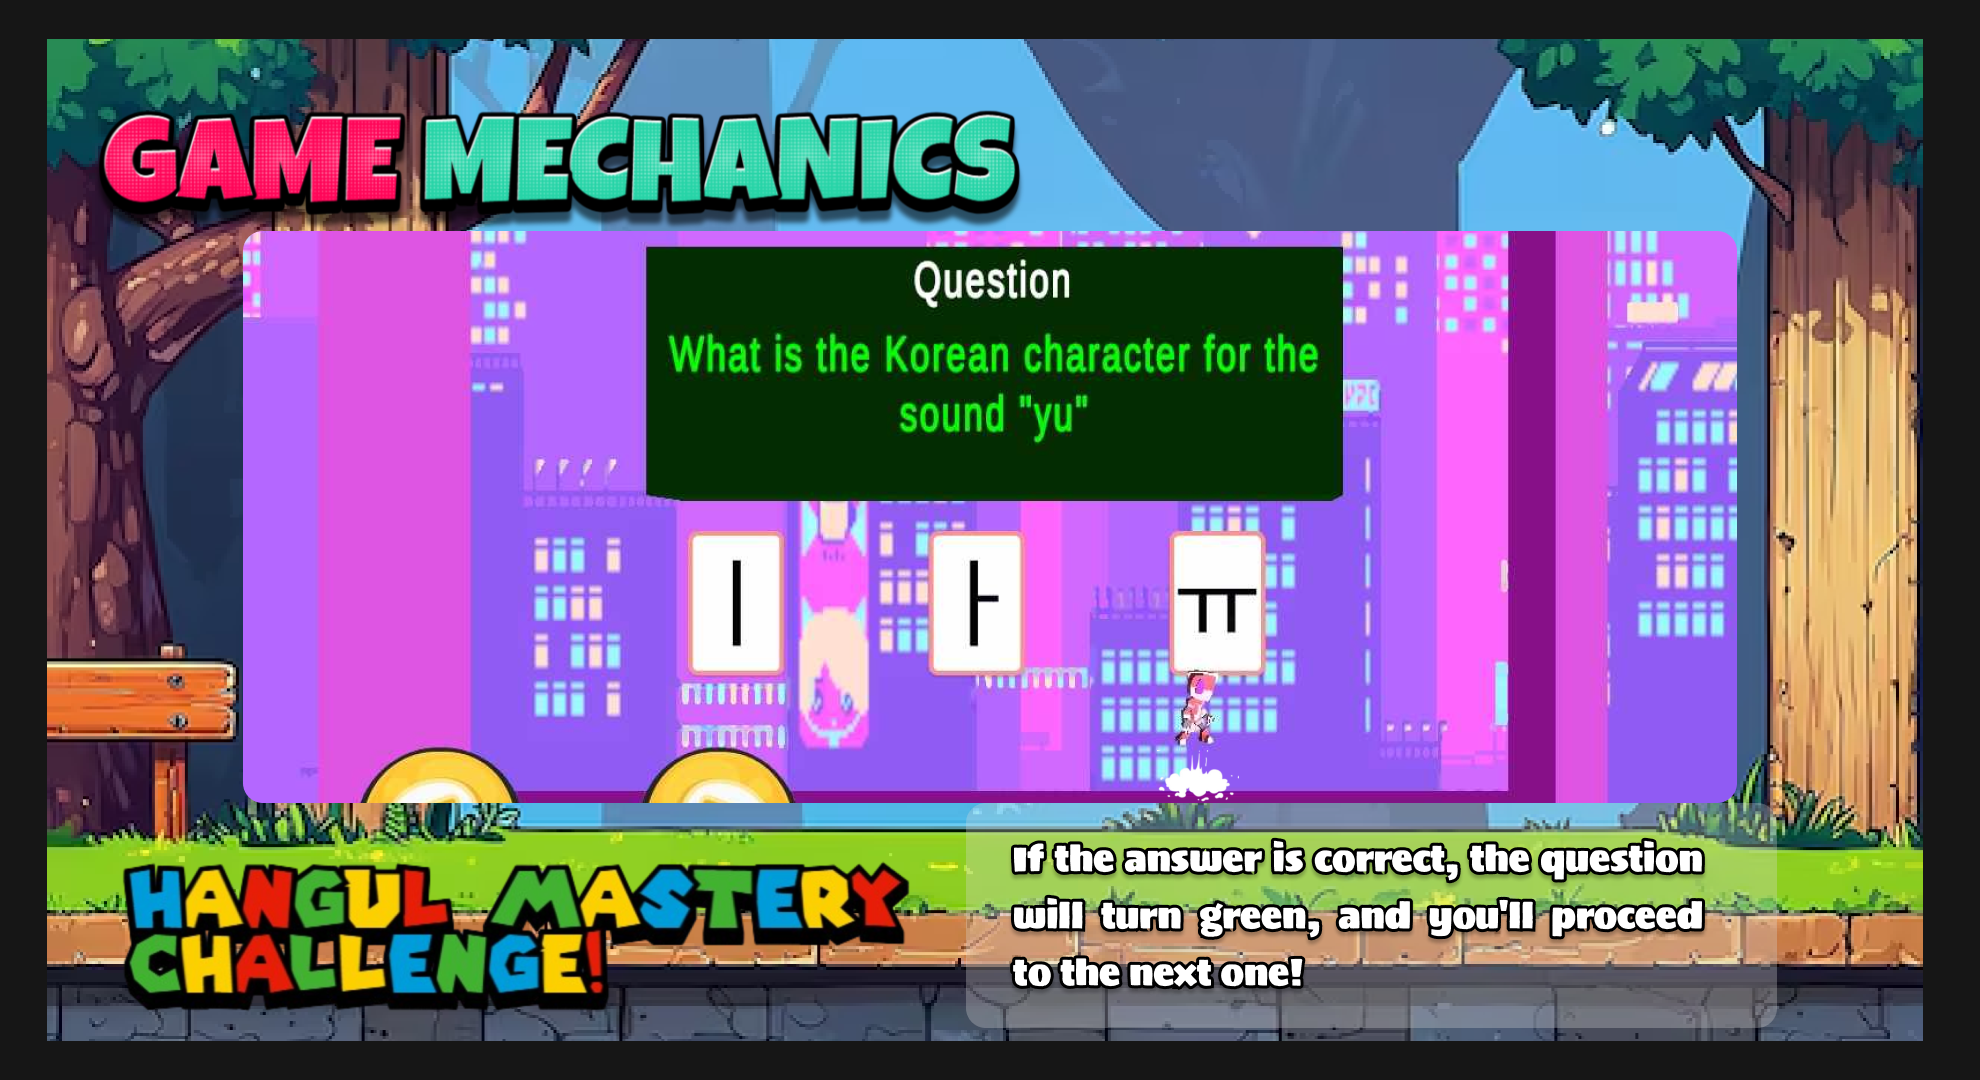 GAME MECHANICS
Question
What is the Korean character for the
sound "yu"
ㅣ ㅏ ㅠ
HANGUL MASTERY
CHALLENGE!
If the answer is correct, the question
will turn green, and you'll proceed
to the next one!